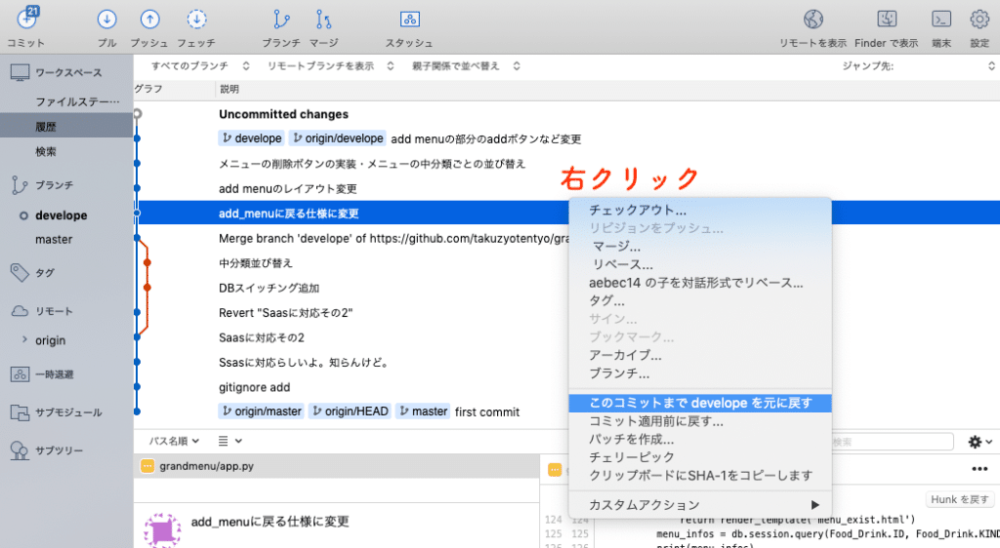 21
コミット
プル
プッシュ
フェッチ
ブランチ
マージ
スタッシュ
リモートを表示
Finder で表示
端末
設定
ワークスペース
ファイルステー…
履歴
検索
ブランチ
develope
master
タグ
リモート
origin
一時退避
サブモジュール
サブツリー
すべてのブランチ
リモートブランチを表示
親子関係で並べ替え
ジャンプ先:
グラフ
説明
Uncommitted changes
develope origin/develope add menuの部分のaddボタンなど変更
メニューの削除ボタンの実装・メニューの中分類ごとの並び替え
add menuのレイアウト変更
add_menuに戻る仕様に変更
Merge branch 'develope' of https://github.com/takuzyotentyo/gra
中分類並び替え
DBスイッチング追加
Revert "Saasに対応その2"
Saasに対応その2
Ssasに対応らしいよ。知らんけど。
gitignore add
origin/master origin/HEAD master first commit
右クリック
チェックアウト...
リビジョンをプッシュ...
マージ...
リベース...
aebec14 の子を対話形式でリベース...
タグ...
サイン...
ブックマーク...
アーカイブ...
ブランチ...
このコミットまで develope を元に戻す
コミット適用前に戻す...
パッチを作成...
チェリーピック
クリップボードにSHA-1をコピーします
カスタムアクション
パス名順
検索
grandmenu/app.py
Hunk を戻す
add_menuに戻る仕様に変更
124 124 return render_template('menu_exist.html')
125 125 menu_infos = db.session.query(Food_Drink.ID, Food_Drink.KIND
print(menu_infos)